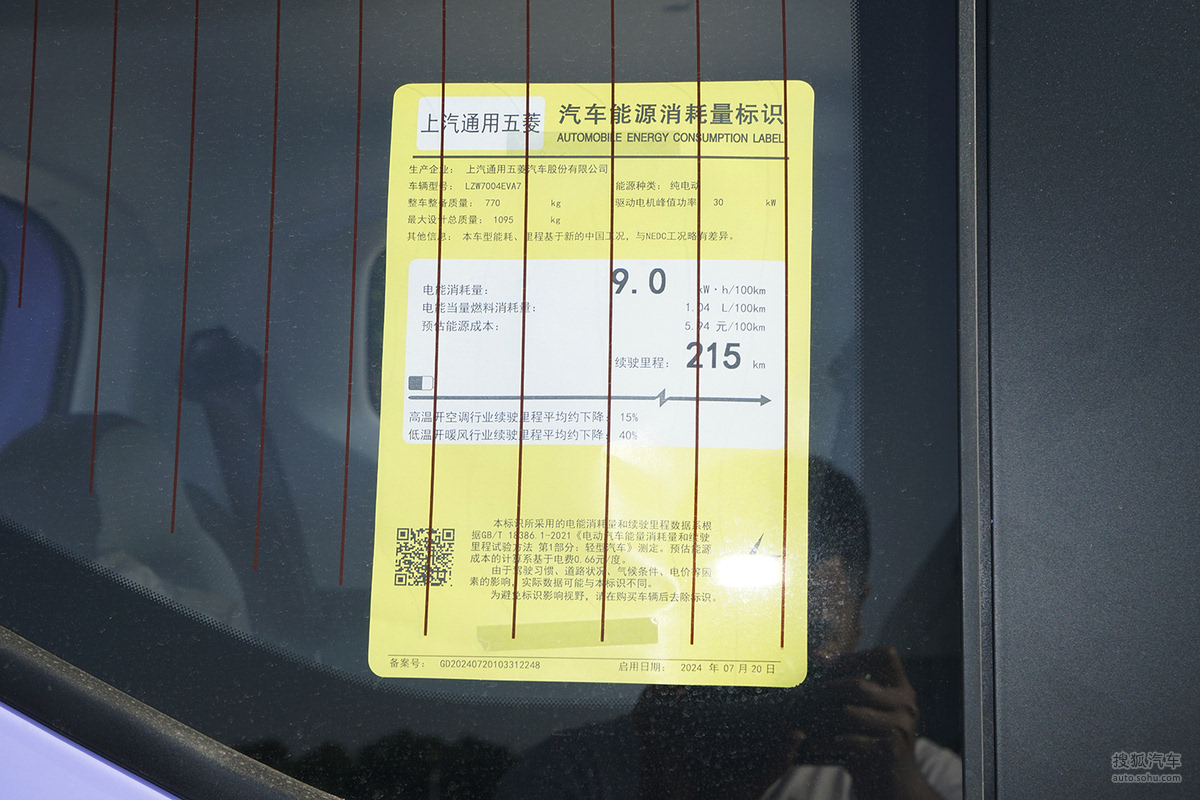 上汽通用五菱
汽车能源消耗量标识
AUTOMOBILE ENERGY CONSUMPTION LABEL
生产企业： 上汽通用五菱汽车股份有限公司
车辆型号： LZW7004EVA7 能源种类： 纯电动
整车整备质量： 770 kg 驱动电机峰值功率： 30 kW
最大设计总质量： 1095 kg
其他信息： 本车型能耗、里程基于新的中国工况，与NEDC工况略有差异。
电能消耗量： 9.0 kW·h/100km
电能当量燃料消耗量： 1.04 L/100km
预估能源成本： 5.94 元/100km
续驶里程： 215 km
高温开空调行业续驶里程平均约下降： 15%
低温开暖风行业续驶里程平均约下降： 40%
本标识所采用的电能消耗量和续驶里程数据系根
据GB/T 18386.1-2021《电动汽车能量消耗量和续驶
里程试验方法 第1部分：轻型汽车》测定。预估能源
成本的计算系基于电费0.66元/度。
由于驾驶习惯、道路状况、气候条件、电价等因
素的影响，实际数据可能与本标识不同。
为避免标识影响视野，请在购买车辆后去除标识。
备案号： GD20240720103312248 启用日期： 2024 年 07 月 20 日
搜狐汽车
auto.sohu.com